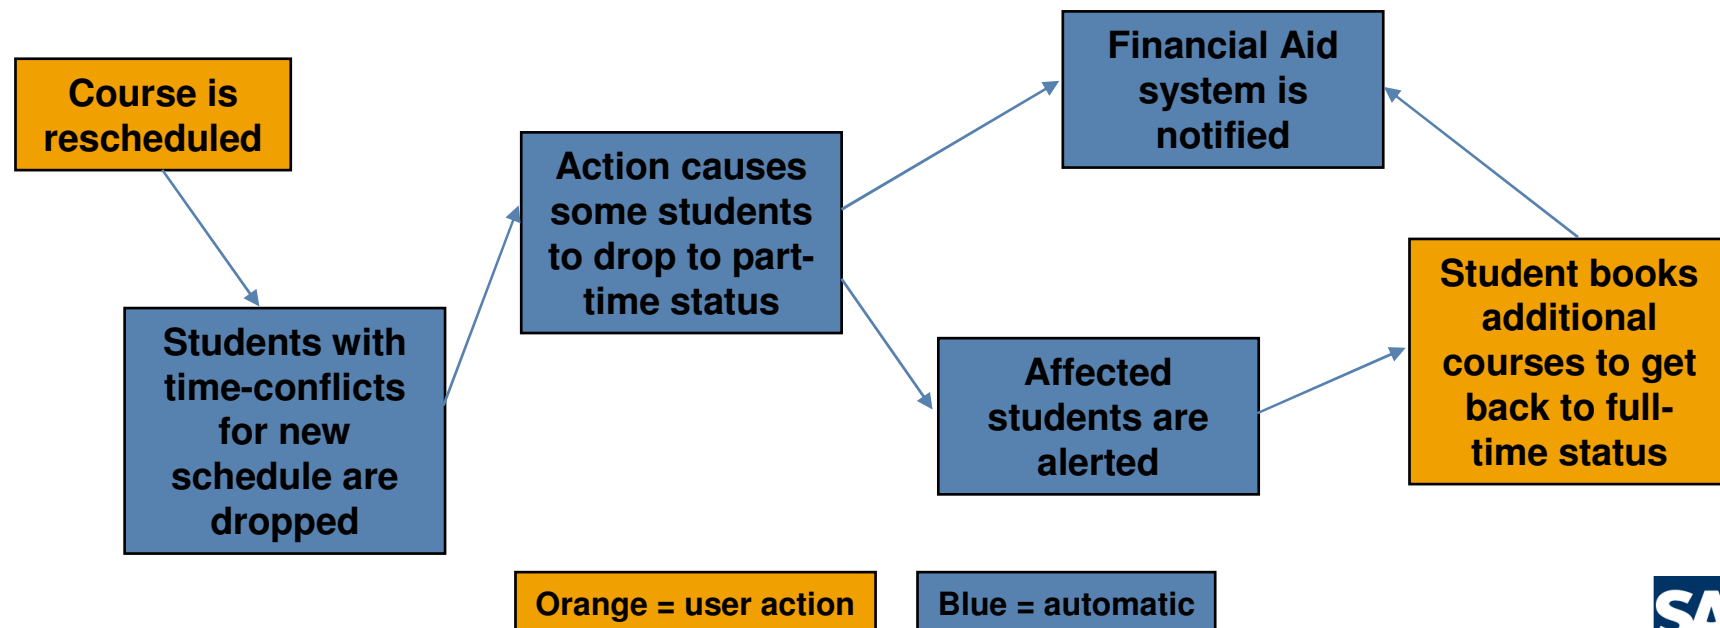 Course is
rescheduled
Students with
time-conflicts
for new
schedule are
dropped
Action causes
some students
to drop to part-
time status
Financial Aid
system is
notified
Affected
students are
alerted
Student books
additional
courses to get
back to full-
time status
Orange = user action
Blue = automatic
SA